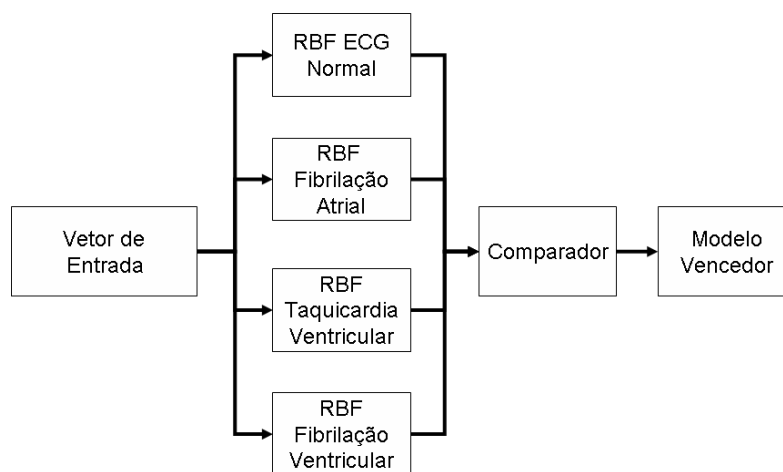 RBF ECG
Normal
RBF
Fibrilação
Atrial
Vetor de
Entrada
RBF
Taquicardia
Ventricular
RBF
Fibrilação
Ventricular
Comparador
Modelo
Vencedor